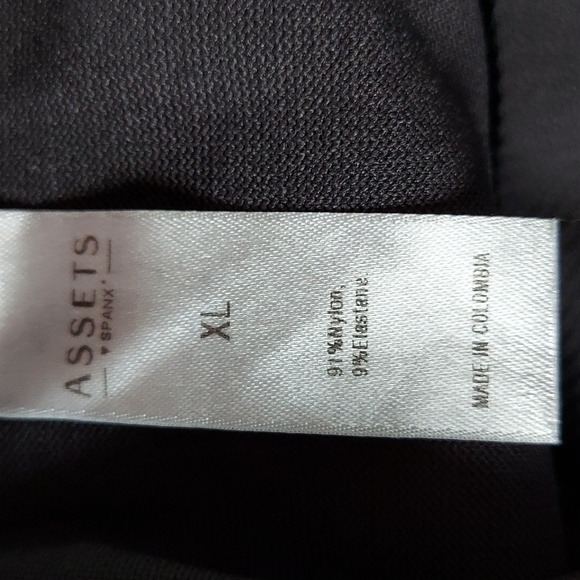 ASSETS
♥ SPANX®
XL
91%Nylon,
9%Elastane
MADE IN COLOMBIA